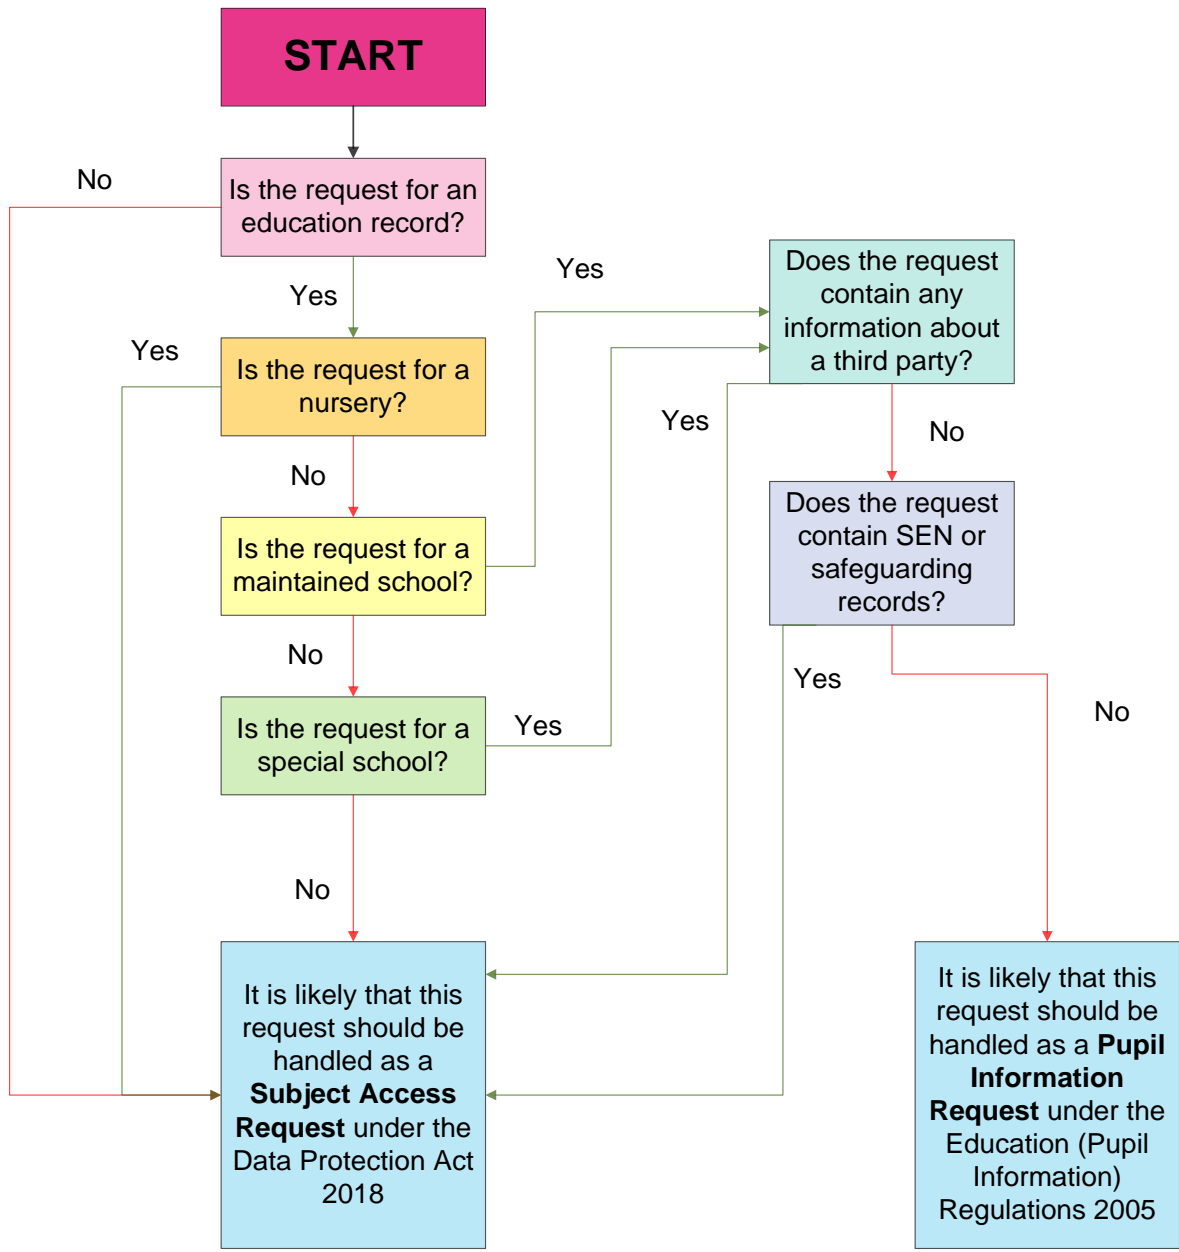 START
No
Is the request for an
education record?
Yes
Yes
Is the request for a
nursery?
No
Is the request for a
maintained school?
No
Is the request for a
special school?
Yes
No
It is likely that this
request should be
handled as a
Subject Access
Request under the
Data Protection Act
2018
Yes
Does the request
contain any
information about
a third party?
Yes
No
Does the request
contain SEN or
safeguarding
records?
Yes
No
It is likely that this
request should be
handled as a Pupil
Information
Request under the
Education (Pupil
Information)
Regulations 2005